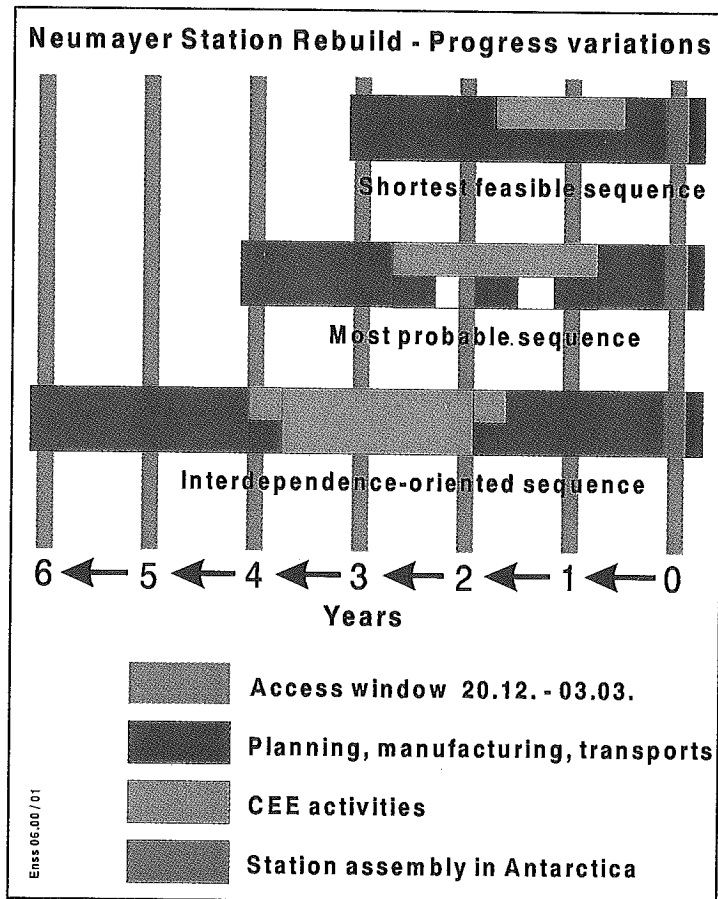 Neumayer Station Rebuild - Progress variations
Shortest feasible sequence
Most probable sequence
Interdependence-oriented sequence
6 5 4 3 2 1 0
Years
Access window 20.12. - 03.03.
Planning, manufacturing, transports
CEE activities
Station assembly in Antarctica
Enss 06.00 / 01